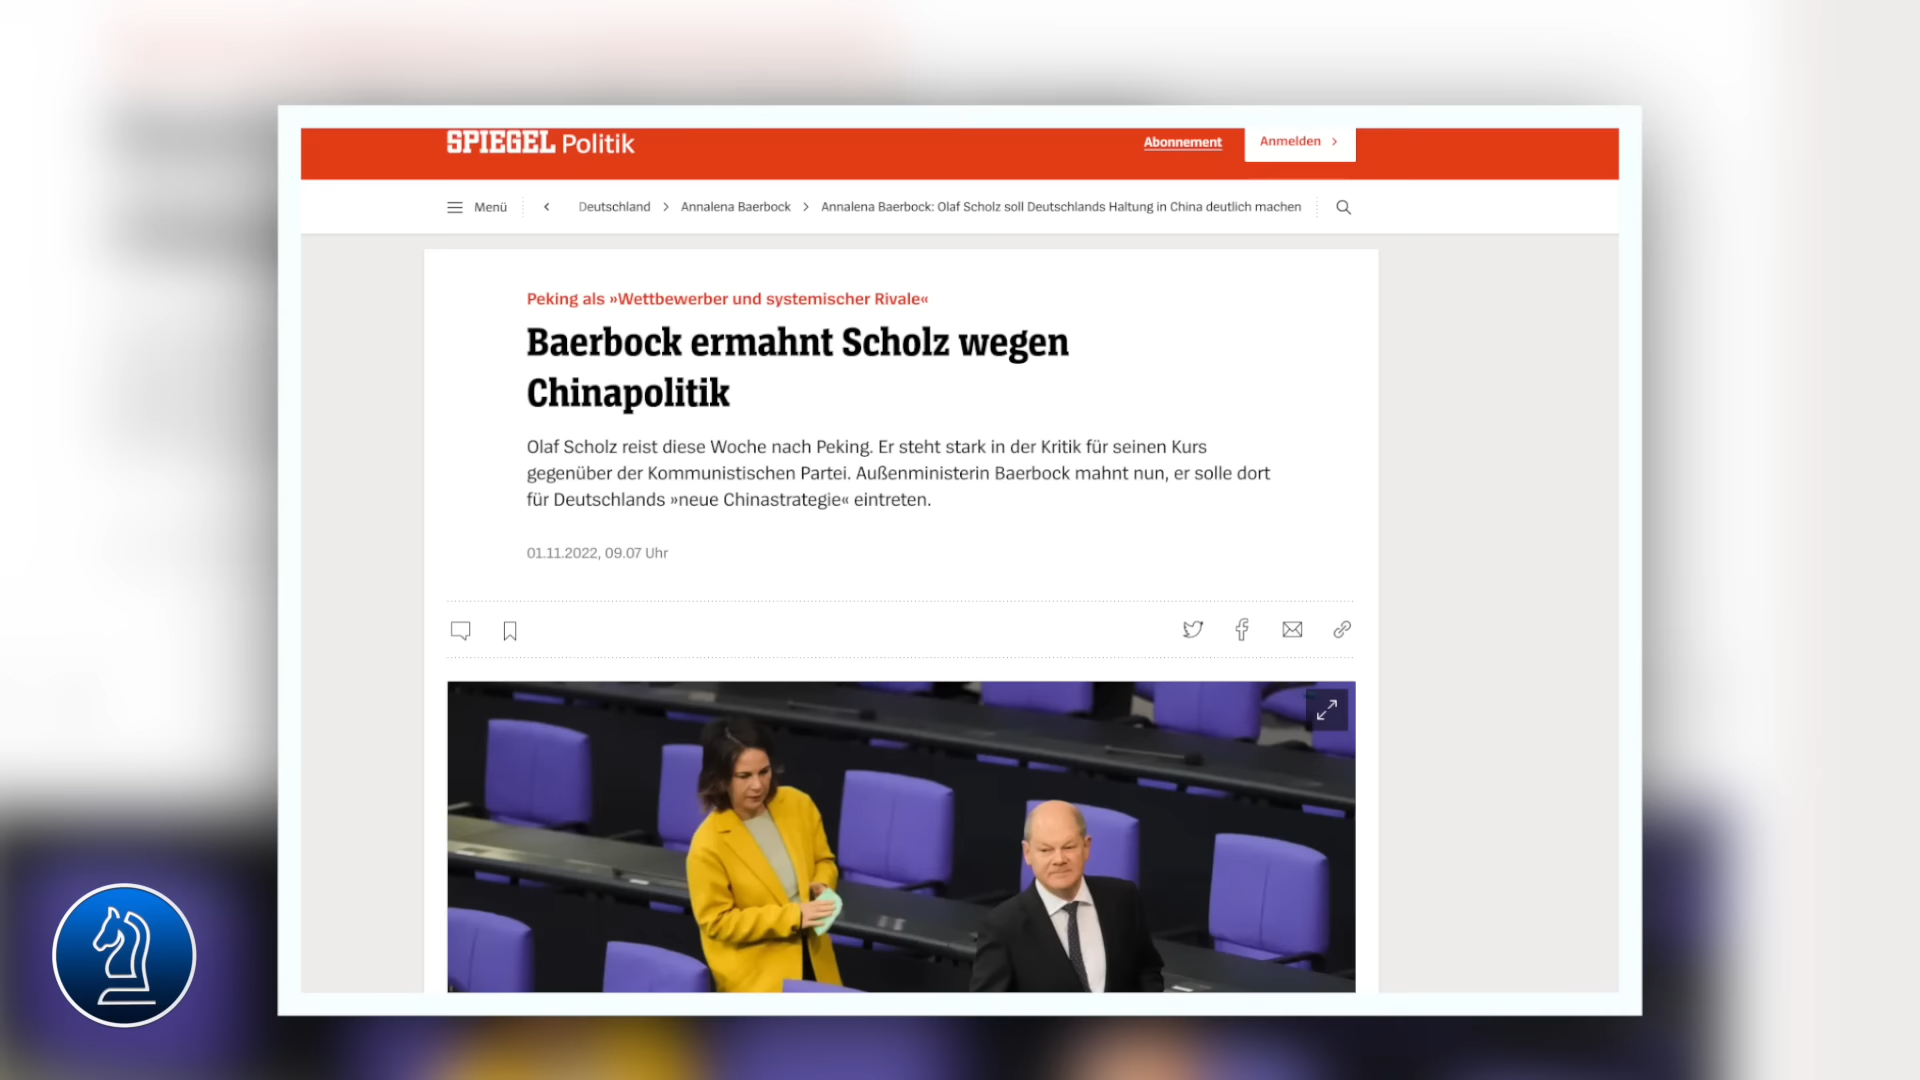 SPIEGEL Politik
Abonnement
Anmelden
Menü
Deutschland > Annalena Baerbock > Annalena Baerbock: Olaf Scholz soll Deutschlands Haltung in China deutlich machen
Peking als »Wettbewerber und systemischer Rivale«
Baerbock ermahnt Scholz wegen
Chinapolitik
Olaf Scholz reist diese Woche nach Peking. Er steht stark in der Kritik für seinen Kurs
gegenüber der Kommunistischen Partei. Außenministerin Baerbock mahnt nun, er solle dort
für Deutschlands »neue Chinastrategie« eintreten.
01.11.2022, 09.07 Uhr